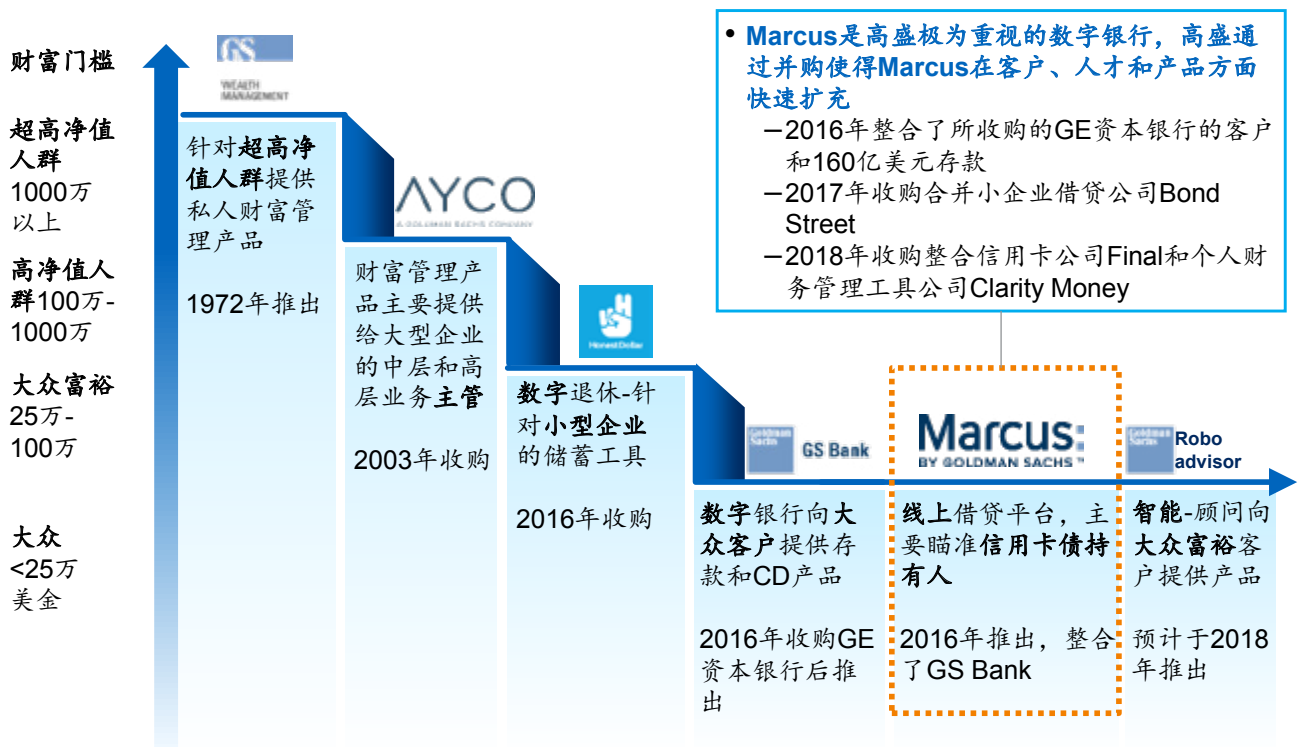 财富门槛
超高净值
人群
1000万
以上
高净值人
群100万-
1000万
大众富裕
25万-
100万
大众
<25万
美金
GS
WEALTH
MANAGEMENT
针对超高净
值人群提供
私人财富管
理产品
1972年推出
AYCO
A GOLDMAN SACHS COMPANY
财富管理产
品主要提供
给大型企业
的中层和高
层业务主管
2003年收购
HonestDollar
数字退休-针
对小型企业
的储蓄工具
2016年收购
Goldman
Sachs
GS Bank
数字银行向大
众客户提供存
款和CD产品
2016年收购GE
资本银行后推
出
• Marcus是高盛极为重视的数字银行，高盛通
过并购使得Marcus在客户、人才和产品方面
快速扩充
–2016年整合了所收购的GE资本银行的客户
和160亿美元存款
–2017年收购合并小企业借贷公司Bond
Street
–2018年收购整合信用卡公司Final和个人财
务管理工具公司Clarity Money
Marcus:
BY GOLDMAN SACHS™
线上借贷平台，主
要瞄准信用卡债持
有人
2016年推出，整合
了GS Bank
Goldman
Sachs
Robo
advisor
智能-顾问向
大众富裕客
户提供产品
预计于2018
年推出